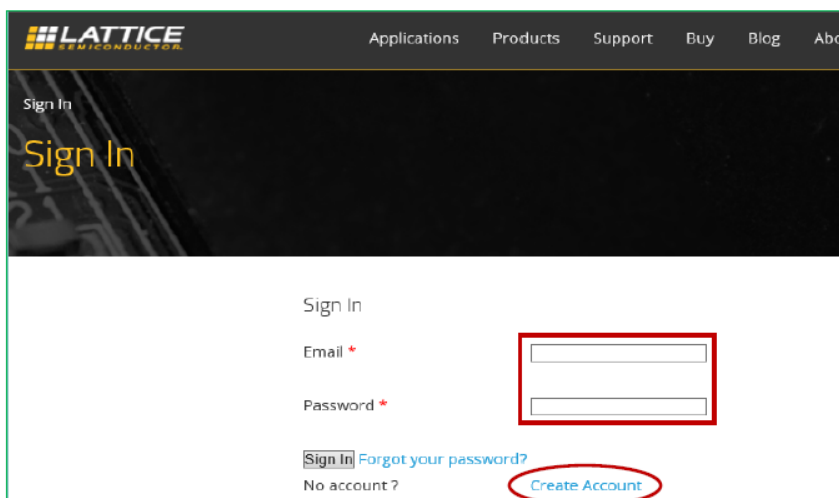 LATTICE
SEMICONDUCTOR.
Applications Products Support Buy Blog Abo
Sign In
Sign In
Sign In
Email *
Password *
Sign In Forgot your password?
No account ? Create Account